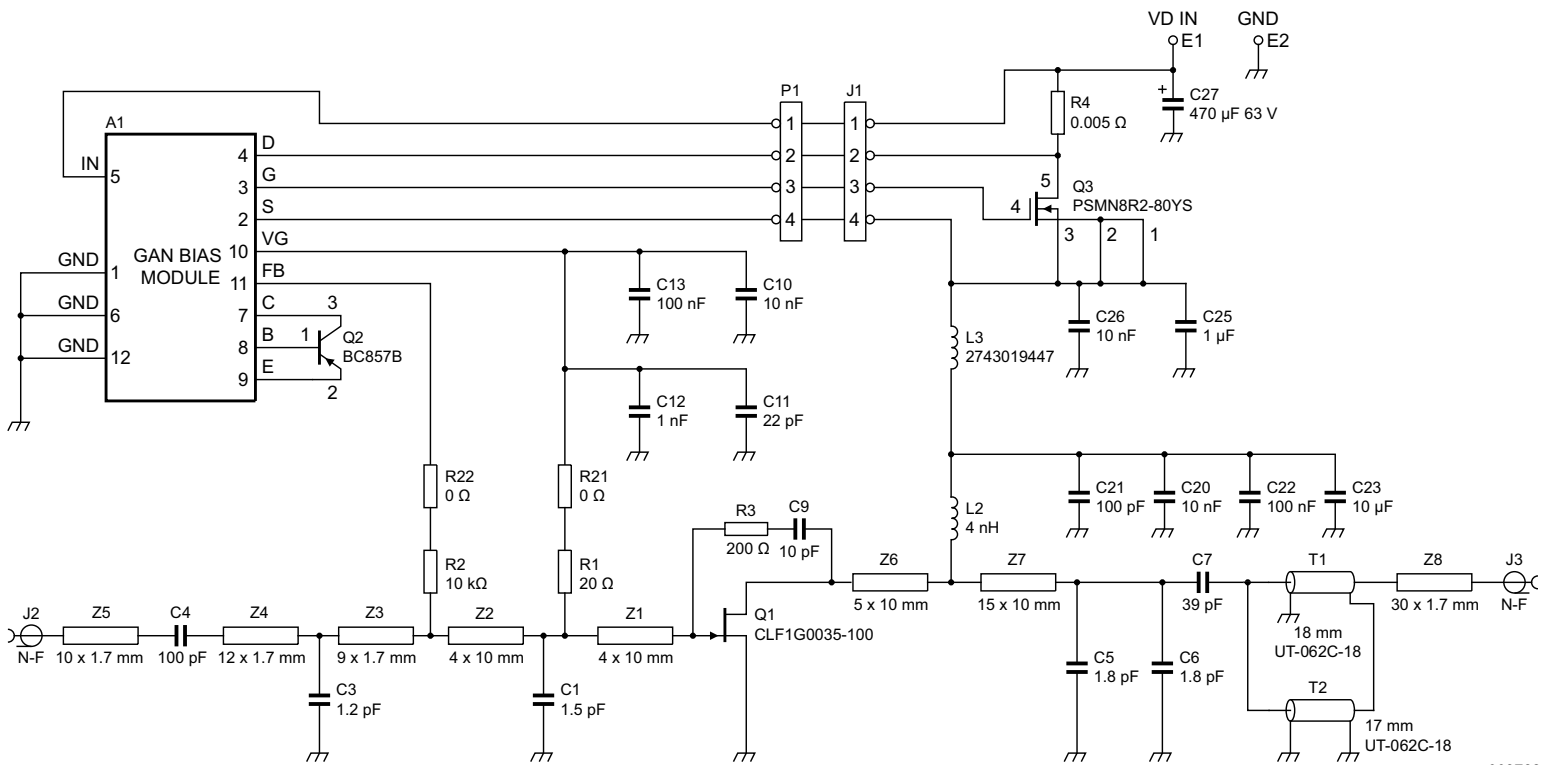 VD IN
GND
E1
E2
P1
J1
+
C27
470 µF 63 V
R4
0.005 Ω
A1
IN
5
GAN BIAS
MODULE
GND
1
GND
6
GND
12
4
D
3
G
2
S
10
VG
11
FB
7
C
8
B
9
E
1
2
3
4
1
2
3
4
5
4
3
2
1
Q3
PSMN8R2-80YS
3
1
2
Q2
BC857B
C13
100 nF
C10
10 nF
C12
1 nF
C11
22 pF
C26
10 nF
C25
1 µF
L3
2743019447
R22
0 Ω
R21
0 Ω
R2
10 kΩ
R1
20 Ω
R3
200 Ω
C9
10 pF
L2
4 nH
C21
100 pF
C20
10 nF
C22
100 nF
C23
10 µF
J2
N-F
Z5
10 x 1.7 mm
C4
100 pF
Z4
12 x 1.7 mm
Z3
9 x 1.7 mm
Z2
4 x 10 mm
Z1
4 x 10 mm
Q1
CLF1G0035-100
Z6
5 x 10 mm
Z7
15 x 10 mm
C7
39 pF
T1
18 mm
UT-062C-18
Z8
30 x 1.7 mm
J3
N-F
C3
1.2 pF
C1
1.5 pF
C5
1.8 pF
C6
1.8 pF
T2
17 mm
UT-062C-18